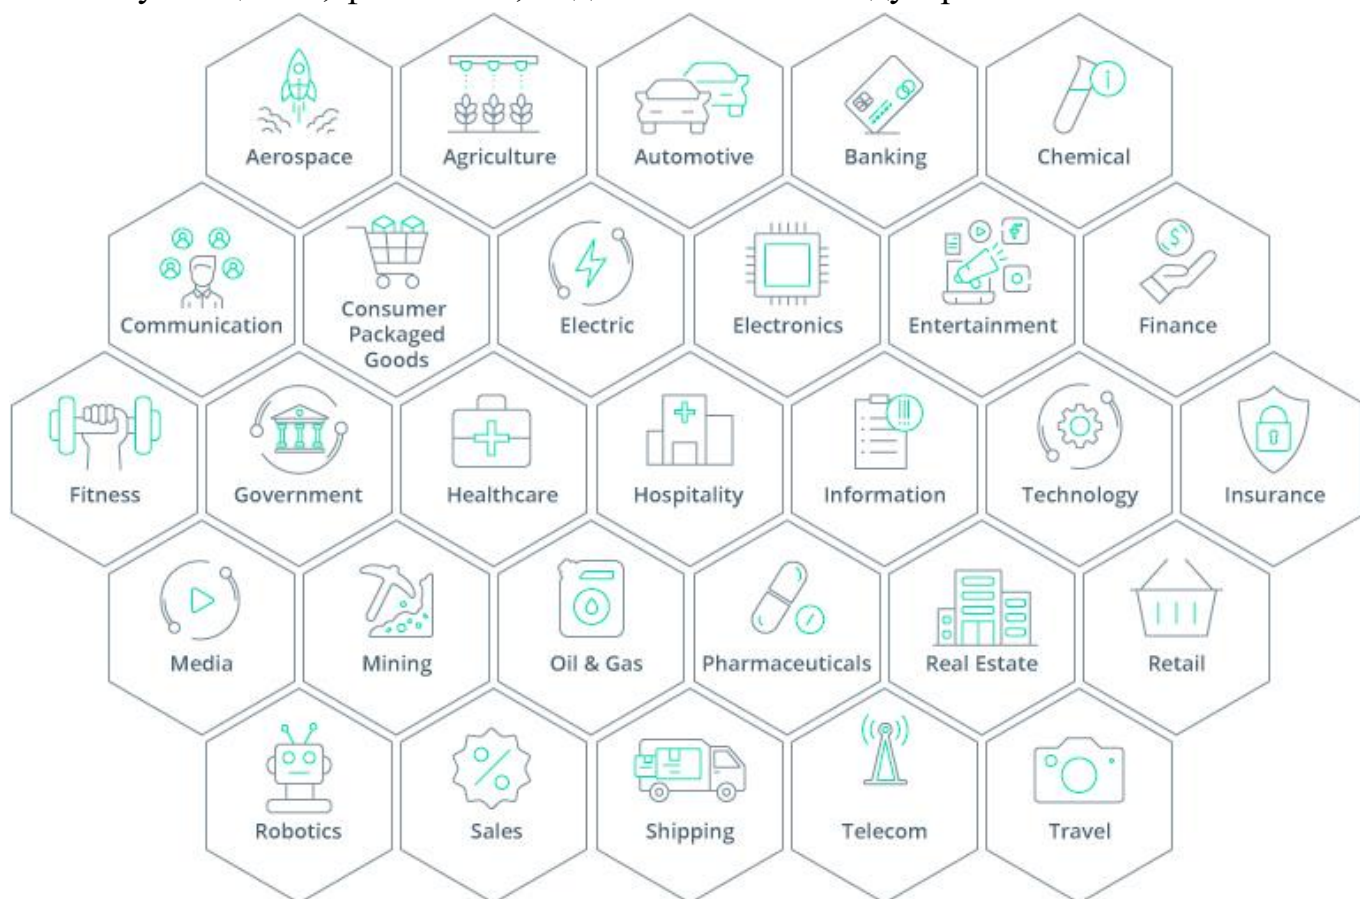 Aerospace
Agriculture
Automotive
Banking
Chemical
Communication
Consumer
Packaged
Goods
Electric
Electronics
Entertainment
Finance
Fitness
Government
Healthcare
Hospitality
Information
Technology
Insurance
Media
Mining
Oil & Gas
Pharmaceuticals
Real Estate
Retail
Robotics
Sales
Shipping
Telecom
Travel